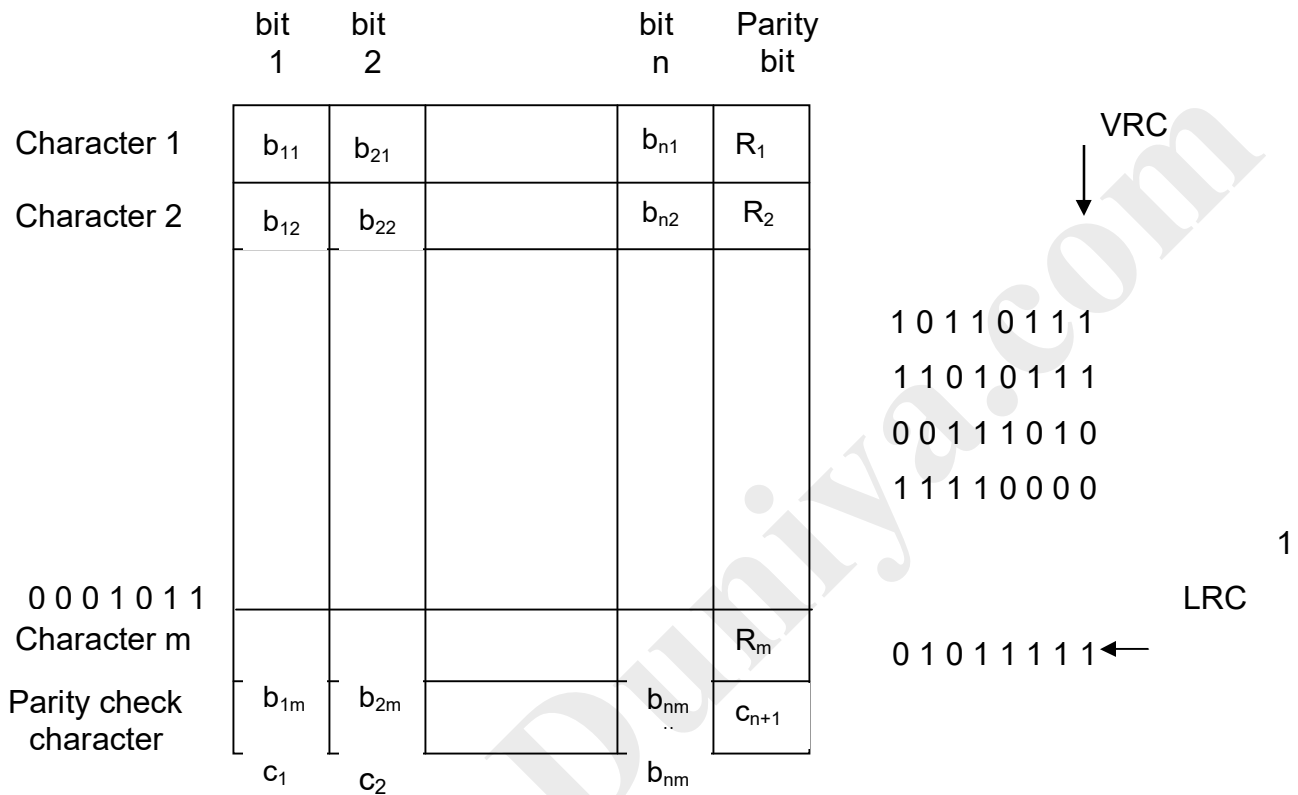 bit bit bit Parity
1 2 n bit
VRC
Character 1 b₁₁ b₂₁ bₙ₁ R₁
Character 2 b₁₂ b₂₂ bₙ₂ R₂
1 0 1 1 0 1 1 1
1 1 0 1 0 1 1 1
0 0 1 1 1 0 1 0
1 1 1 1 0 0 0 0
1
0 0 0 1 0 1 1 LRC
Character m Rₘ 0 1 0 1 1 1 1 1
Parity check b₁ₘ b₂ₘ bₙₘ cₙ₊₁
character ..
c₁ c₂ bₙₘ
Duniya.com